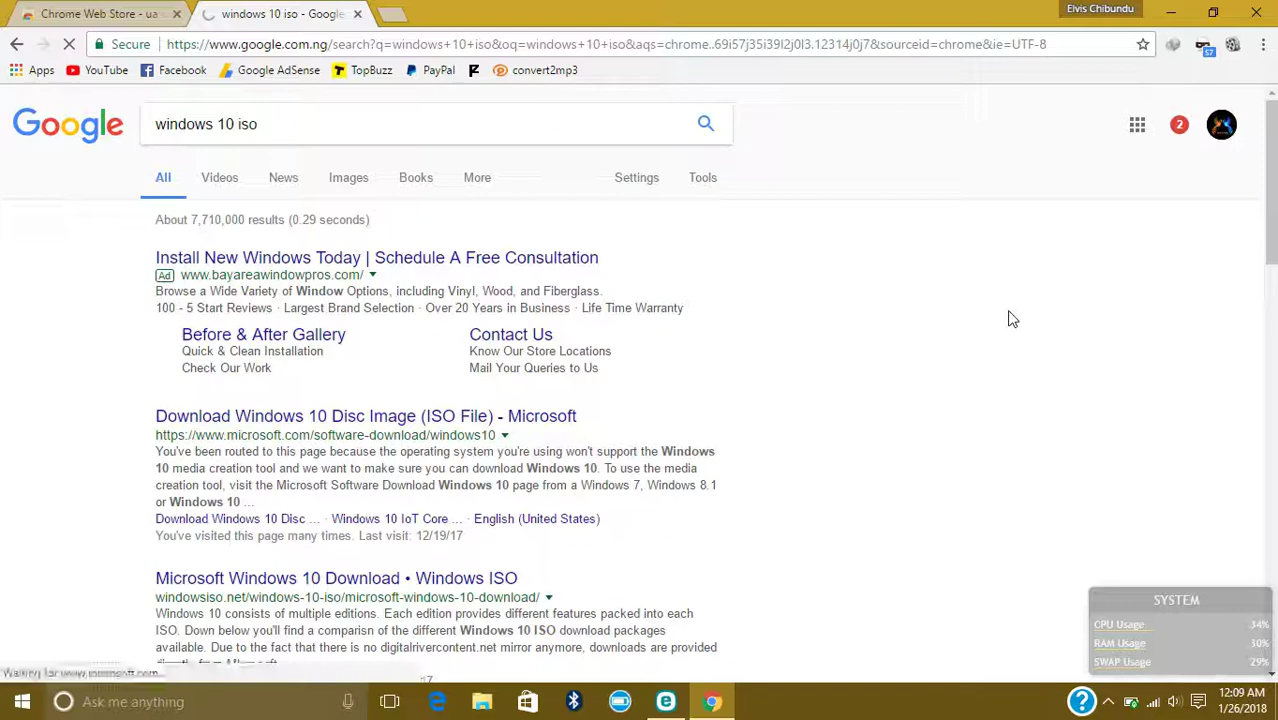 Chrome Web Store - ua s
windows 10 iso - Google
Elvis Chibundu
Secure
https://www.google.com.ng/search?q=windows+10+iso&oq=windows+10+iso&aqs=chrome..69i57j35i39l2j0l3.12314j0j7&sourceid=chrome&ie=UTF-8
57
Apps YouTube Facebook Google AdSense TopBuzz PayPal convert2mp3
Google
windows 10 iso
2
All Videos News Images Books More Settings Tools
About 7,710,000 results (0.29 seconds)
Install New Windows Today | Schedule A Free Consultation
Ad www.bayareawindowpros.com/
Browse a Wide Variety of Window Options, including Vinyl, Wood, and Fiberglass.
100 - 5 Start Reviews · Largest Brand Selection · Over 20 Years in Business · Life Time Warranty
Before & After Gallery Contact Us
Quick & Clean Installation Know Our Store Locations
Check Our Work Mail Your Queries to Us
Download Windows 10 Disc Image (ISO File) - Microsoft
https://www.microsoft.com/software-download/windows10
You've been routed to this page because the operating system you're using won't support the Windows
10 media creation tool and we want to make sure you can download Windows 10. To use the media
creation tool, visit the Microsoft Software Download Windows 10 page from a Windows 7, Windows 8.1
or Windows 10 ...
Download Windows 10 Disc ... · Windows 10 IoT Core ... · English (United States)
You've visited this page many times. Last visit: 12/19/17
Microsoft Windows 10 Download • Windows ISO
windowsiso.net/windows-10-iso/microsoft-windows-10-download/
Windows 10 consists of multiple editions. Each edition provides different features packed into each
ISO. Down below you'll find a comparisn of the different Windows 10 ISO download packages
available. Due to the fact that there is no digitalrivercontent.net mirror anymore, downloads are provided
directly from Microsoft
Waiting for www.microsoft.com...
SYSTEM
CPU Usage 34%
RAM Usage 30%
SWAP Usage 29%
Ask me anything
12:09 AM
1/26/2018